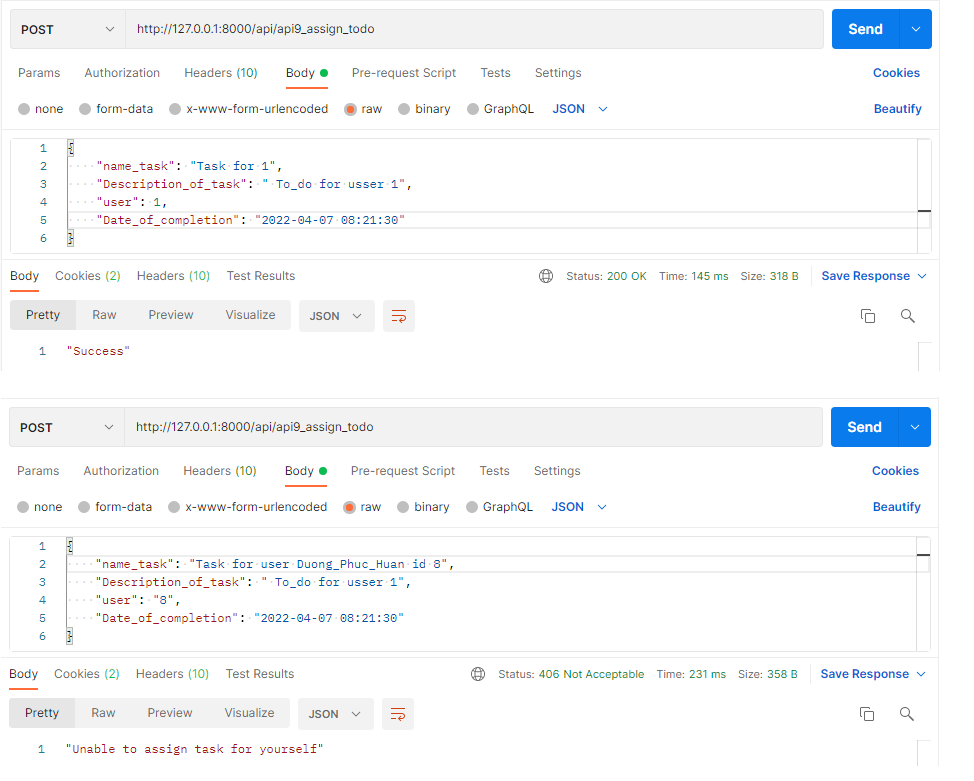 POST http://127.0.0.1:8000/api/api9_assign_todo Send
Params Authorization Headers (10) Body Pre-request Script Tests Settings Cookies
none form-data x-www-form-urlencoded raw binary GraphQL JSON Beautify
1 {
2 "name_task": "Task for 1",
3 "Description_of_task": " To_do for usser 1",
4 "user": 1,
5 "Date_of_completion": "2022-04-07 08:21:30"
6 }
Body Cookies (2) Headers (10) Test Results Status: 200 OK Time: 145 ms Size: 318 B Save Response
Pretty Raw Preview Visualize JSON
1 "Success"
POST http://127.0.0.1:8000/api/api9_assign_todo Send
Params Authorization Headers (10) Body Pre-request Script Tests Settings Cookies
none form-data x-www-form-urlencoded raw binary GraphQL JSON Beautify
1 {
2 "name_task": "Task for user Duong_Phuc_Huan id 8",
3 "Description_of_task": " To_do for usser 1",
4 "user": "8",
5 "Date_of_completion": "2022-04-07 08:21:30"
6 }
Body Cookies (2) Headers (10) Test Results Status: 406 Not Acceptable Time: 231 ms Size: 358 B Save Response
Pretty Raw Preview Visualize JSON
1 "Unable to assign task for yourself"